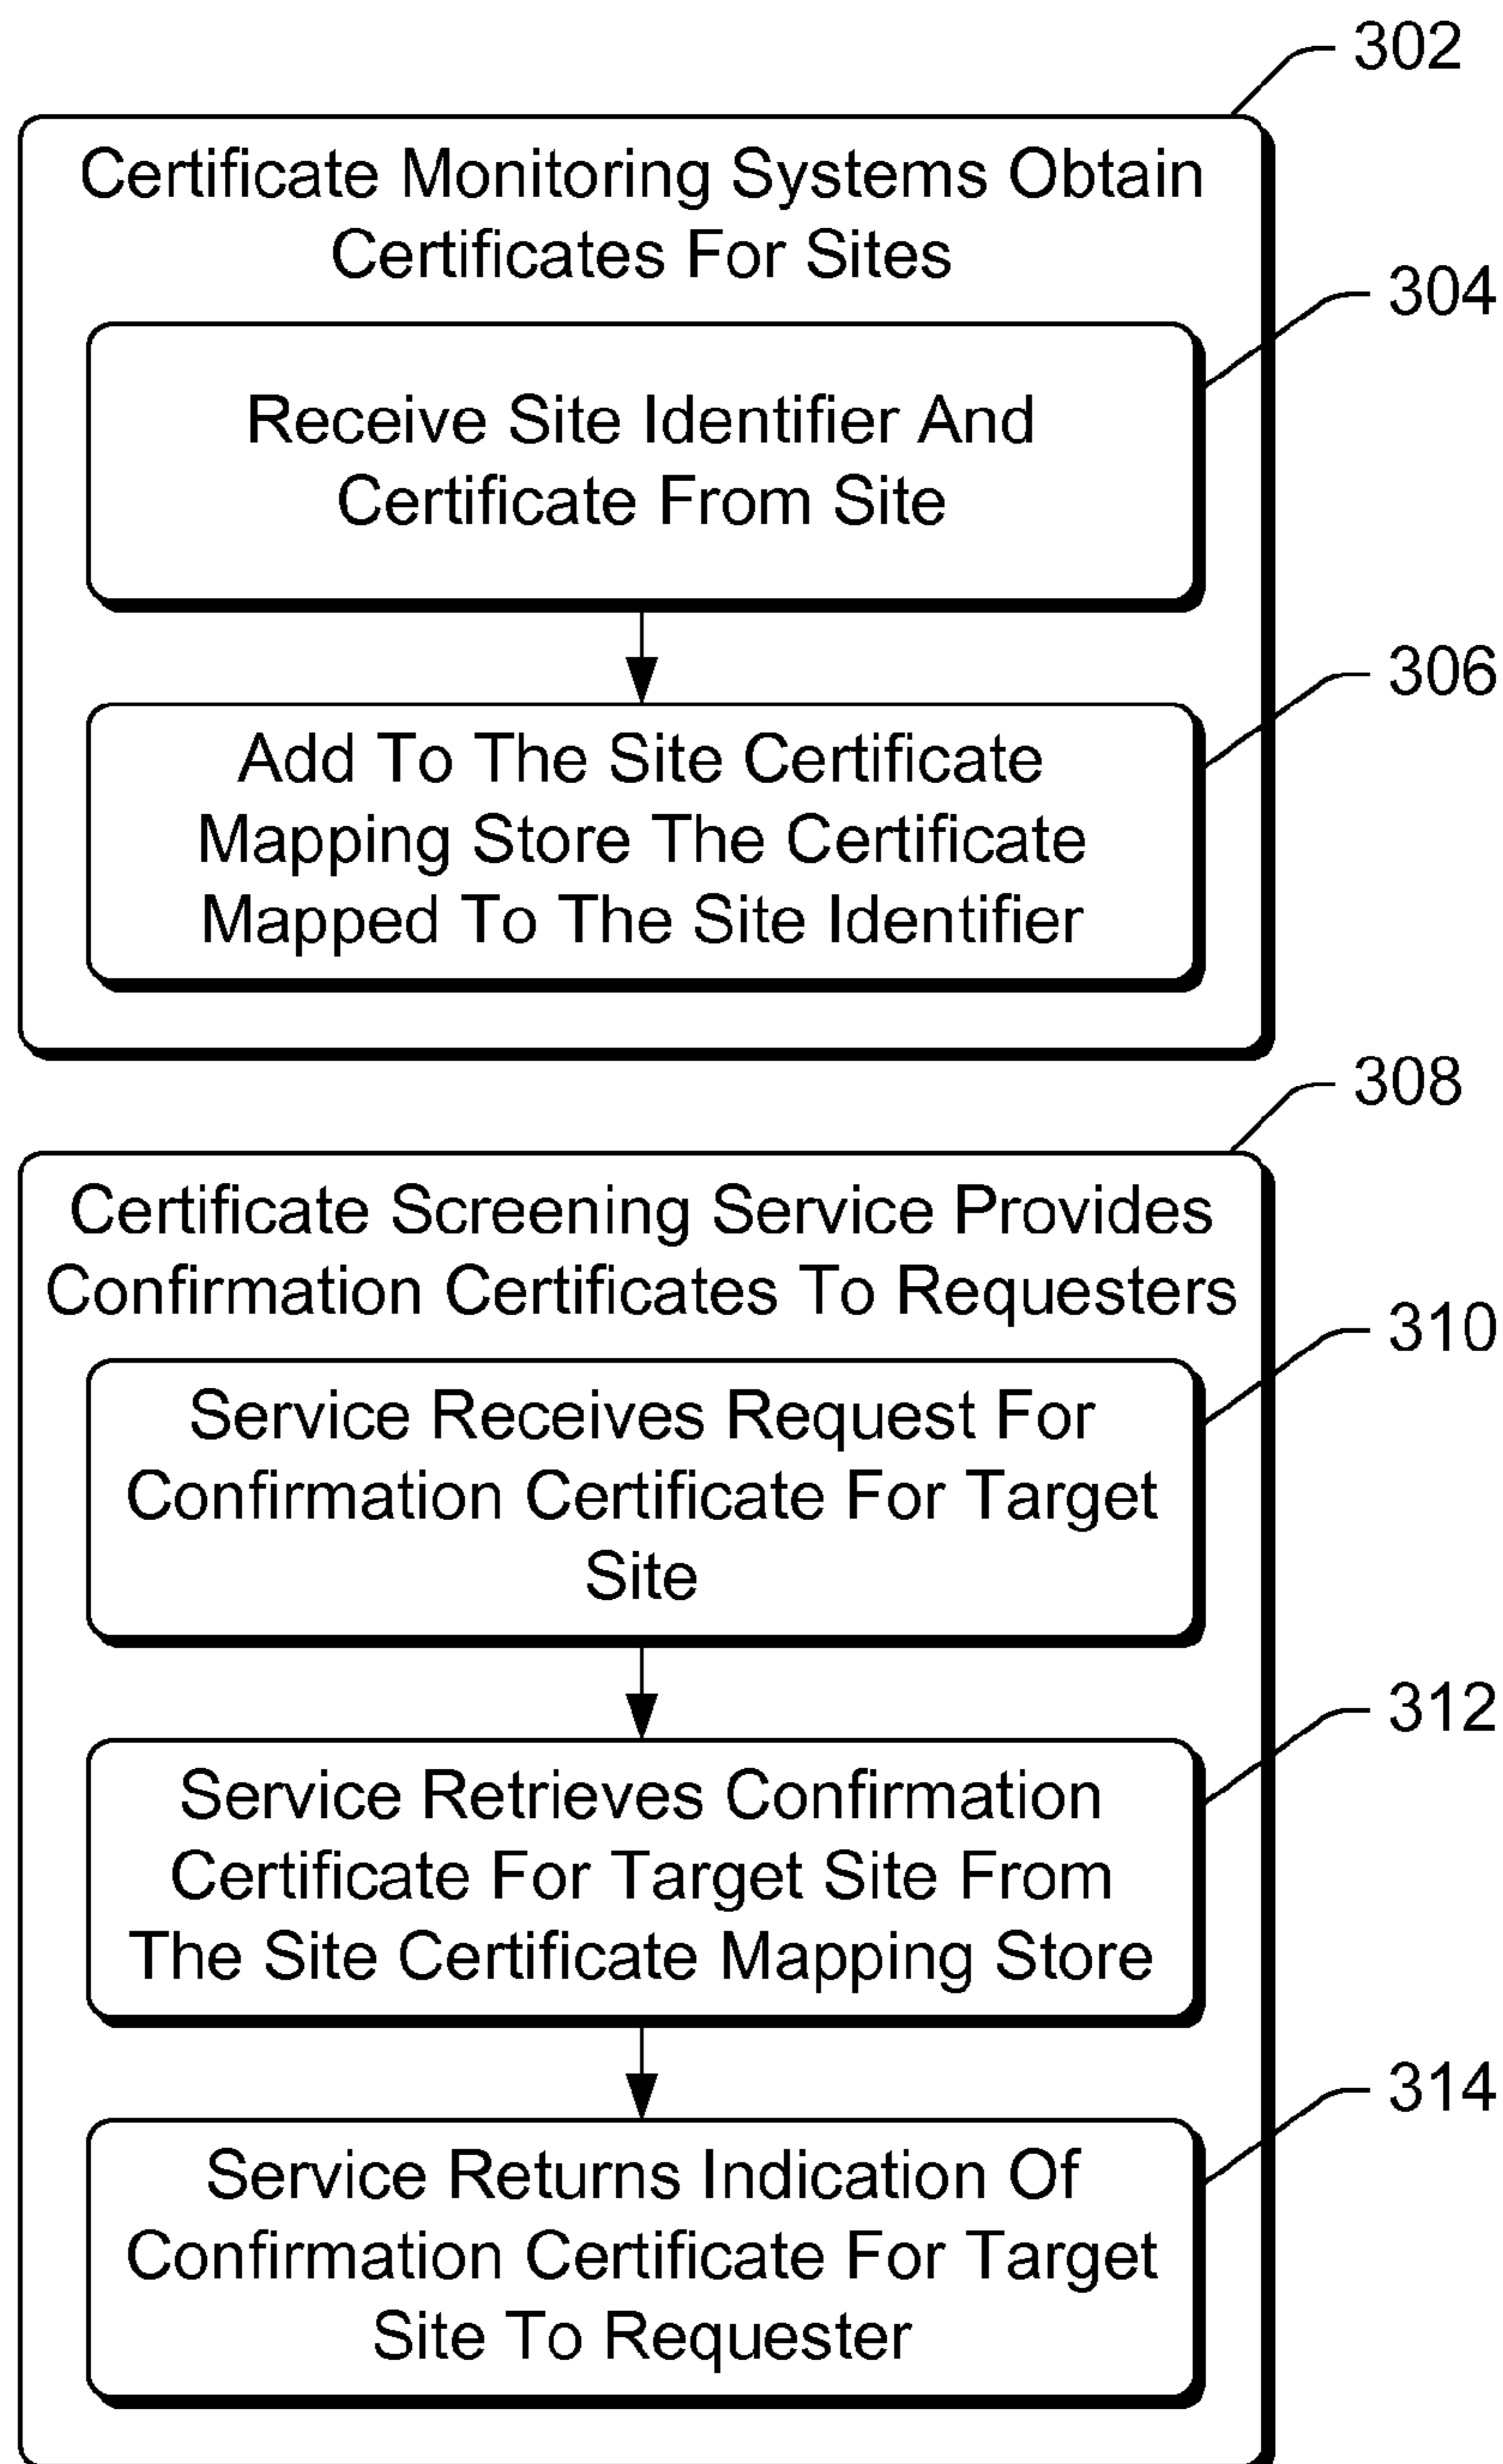 302
Certificate Monitoring Systems Obtain
Certificates For Sites
304
Receive Site Identifier And
Certificate From Site
306
Add To The Site Certificate
Mapping Store The Certificate
Mapped To The Site Identifier
308
Certificate Screening Service Provides
Confirmation Certificates To Requesters
310
Service Receives Request For
Confirmation Certificate For Target
Site
312
Service Retrieves Confirmation
Certificate For Target Site From
The Site Certificate Mapping Store
314
Service Returns Indication Of
Confirmation Certificate For Target
Site To Requester